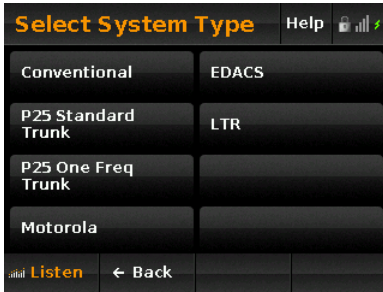 Select System Type Help
Conventional EDACS
P25 Standard
Trunk
LTR
P25 One Freq
Trunk
Motorola
Listen ← Back